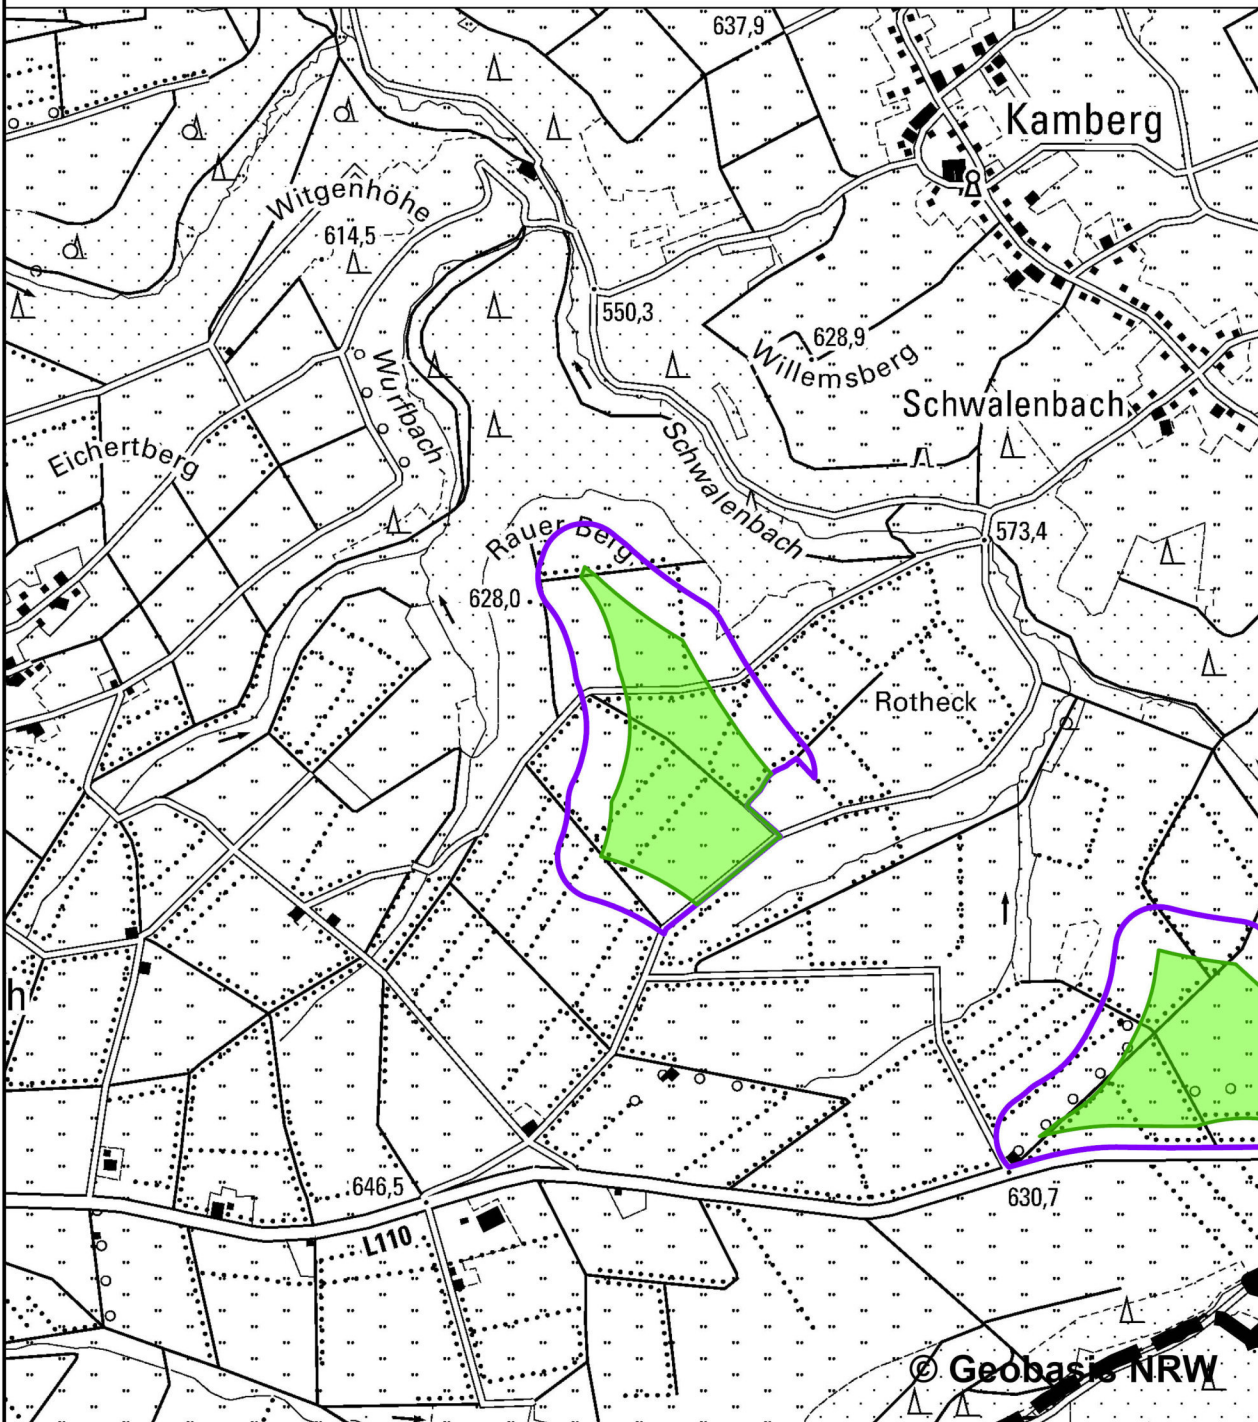 637,9
Kamberg
Witgenhöhe
614,5
550,3
628,9
Willemsberg
Wurfbach
Schwalenbach
Schwalenbach
Eichertberg
Rauer Berg
573,4
628,0
Rotheck
h
646,5
630,7
L110
© Geobasis NRW